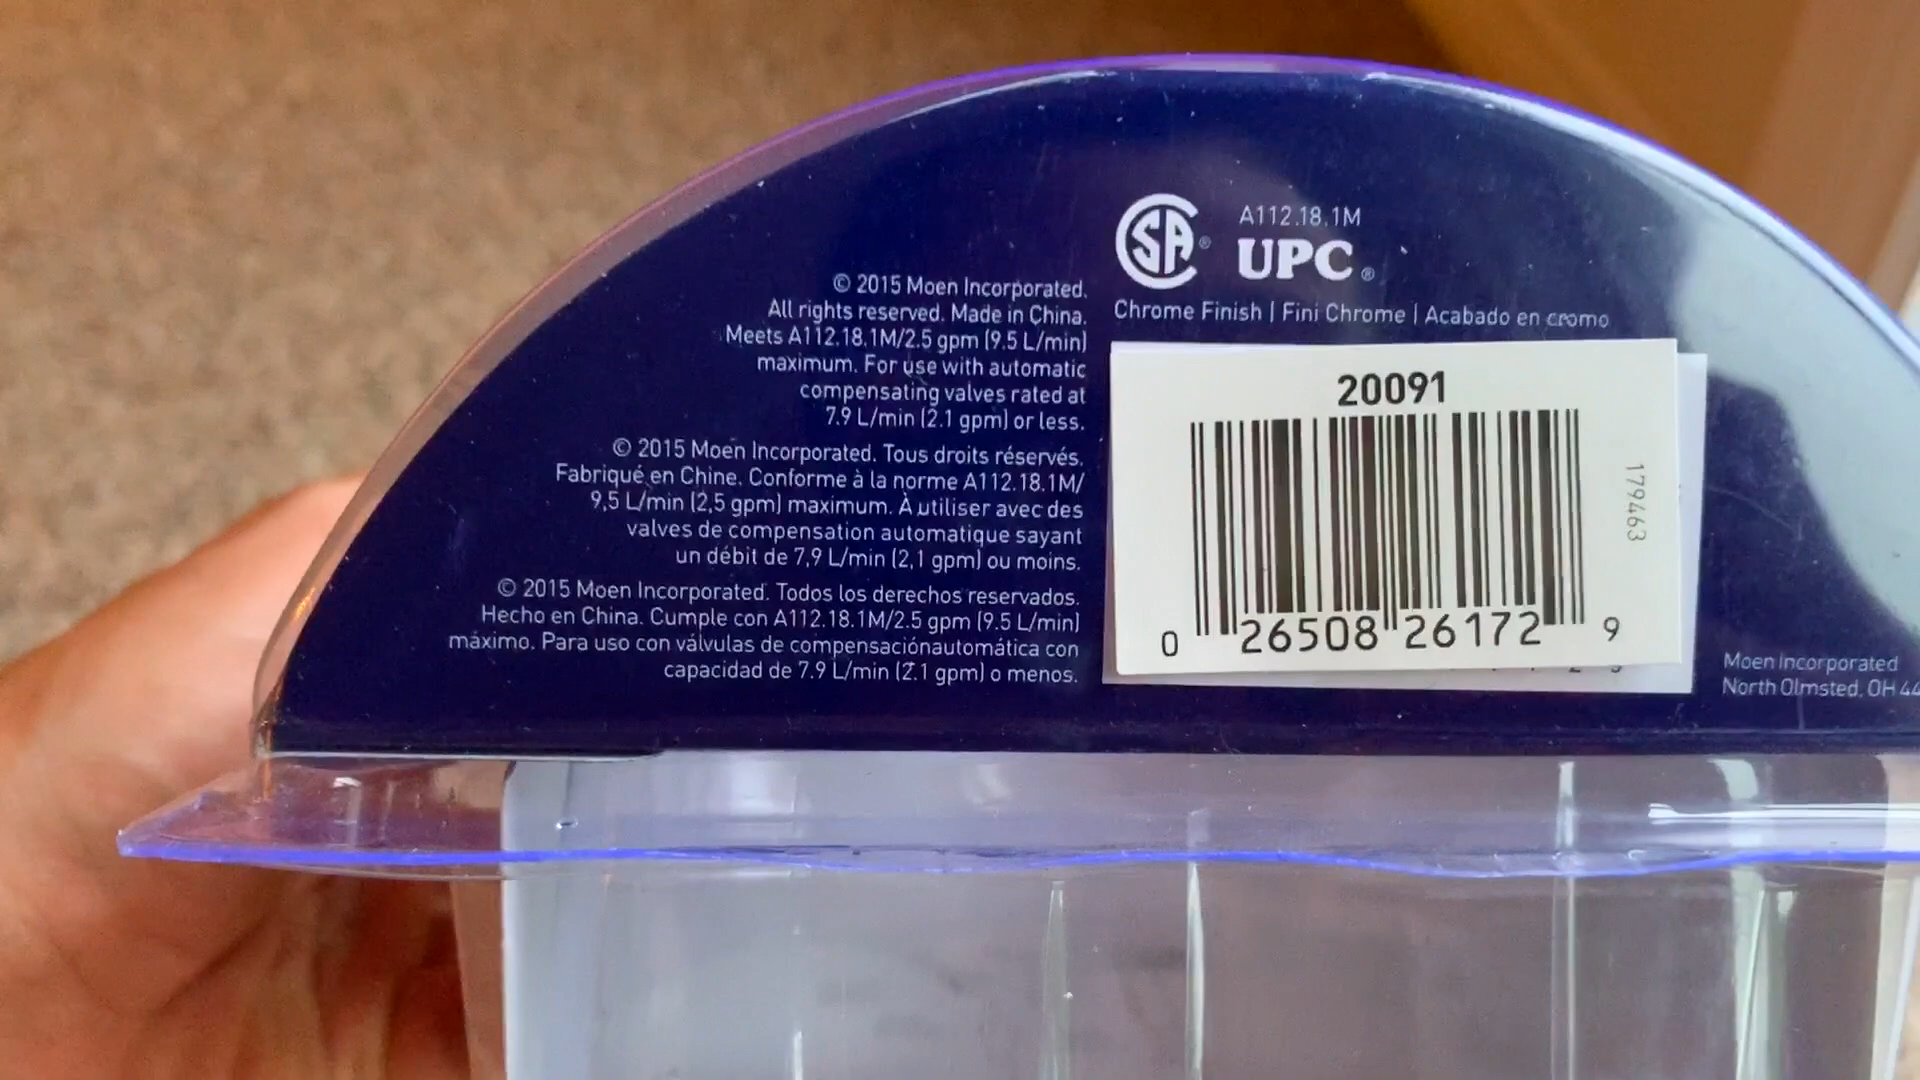 CSA®
A112.18.1M
UPC®
Chrome Finish | Fini Chrome | Acabado en cromo
© 2015 Moen Incorporated.
All rights reserved. Made in China.
Meets A112.18.1M/2.5 gpm (9.5 L/min)
maximum. For use with automatic
compensating valves rated at
7.9 L/min (2.1 gpm) or less.
© 2015 Moen Incorporated. Tous droits réservés.
Fabriqué en Chine. Conforme à la norme A112.18.1M/
9,5 L/min (2,5 gpm) maximum. À utiliser avec des
valves de compensation automatique sayant
un débit de 7,9 L/min (2,1 gpm) ou moins.
© 2015 Moen Incorporated. Todos los derechos reservados.
Hecho en China. Cumple con A112.18.1M/2.5 gpm (9.5 L/min)
máximo. Para uso con válvulas de compensaciónautomática con
capacidad de 7.9 L/min (2.1 gpm) o menos.
20091
179463
0 26508 26172 9
Moen Incorporated
North Olmsted, OH